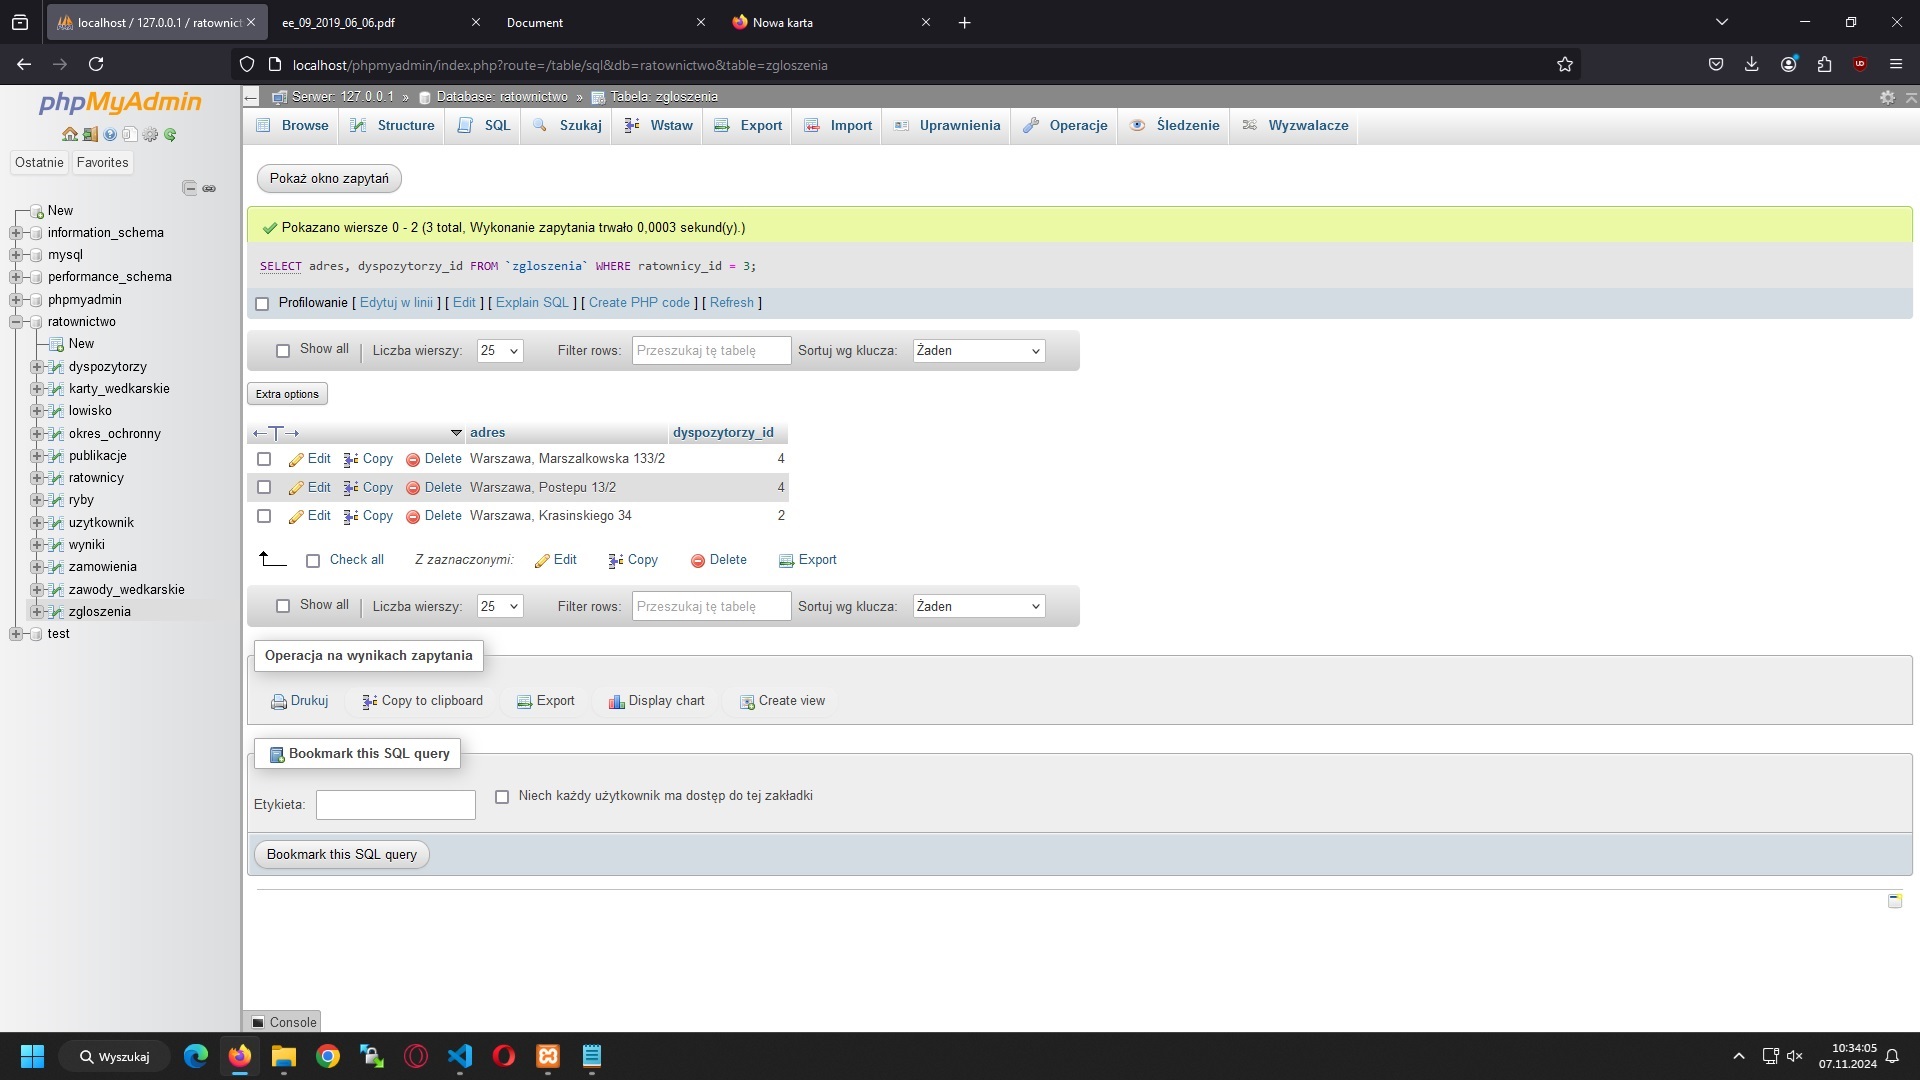 localhost / 127.0.0.1 / ratownict
ee_09_2019_06_06.pdf
Document
Nowa karta
localhost/phpmyadmin/index.php?route=/table/sql&db=ratownictwo&table=zgloszenia
phpMyAdmin
Ostatnie Favorites
New
information_schema
mysql
performance_schema
phpmyadmin
ratownictwo
New
dyspozytorzy
karty_wedkarskie
lowisko
okres_ochronny
publikacje
ratownicy
ryby
uzytkownik
wyniki
zamowienia
zawody_wedkarskie
zgloszenia
test
Serwer: 127.0.0.1 » Database: ratownictwo » Tabela: zgloszenia
Browse Structure SQL Szukaj Wstaw Export Import Uprawnienia Operacje Śledzenie Wyzwalacze
Pokaż okno zapytań
Pokazano wiersze 0 - 2 (3 total, Wykonanie zapytania trwało 0,0003 sekund(y).)
SELECT adres, dyspozytorzy_id FROM `zgloszenia` WHERE ratownicy_id = 3;
Profilowanie [ Edytuj w linii ] [ Edit ] [ Explain SQL ] [ Create PHP code ] [ Refresh ]
Show all Liczba wierszy: 25 Filter rows: Przeszukaj tę tabelę Sortuj wg klucza: Żaden
Extra options
←T→ adres dyspozytorzy_id
Edit Copy Delete Warszawa, Marszalkowska 133/2 4
Edit Copy Delete Warszawa, Postepu 13/2 4
Edit Copy Delete Warszawa, Krasinskiego 34 2
Check all Z zaznaczonymi: Edit Copy Delete Export
Show all Liczba wierszy: 25 Filter rows: Przeszukaj tę tabelę Sortuj wg klucza: Żaden
Operacja na wynikach zapytania
Drukuj Copy to clipboard Export Display chart Create view
Bookmark this SQL query
Etykieta: Niech każdy użytkownik ma dostęp do tej zakładki
Bookmark this SQL query
Console
Wyszukaj
10:34:05
07.11.2024